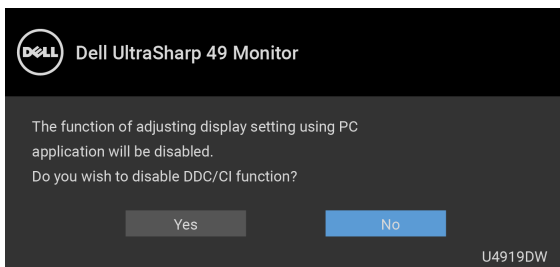 DELL
Dell UltraSharp 49 Monitor
The function of adjusting display setting using PC
application will be disabled.
Do you wish to disable DDC/CI function?
Yes
No
U4919DW